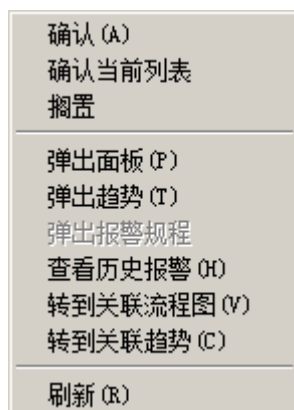 确认(A)
确认当前列表
搁置
弹出面板(P)
弹出趋势(T)
弹出报警规程
查看历史报警(H)
转到关联流程图(V)
转到关联趋势(C)
刷新(R)